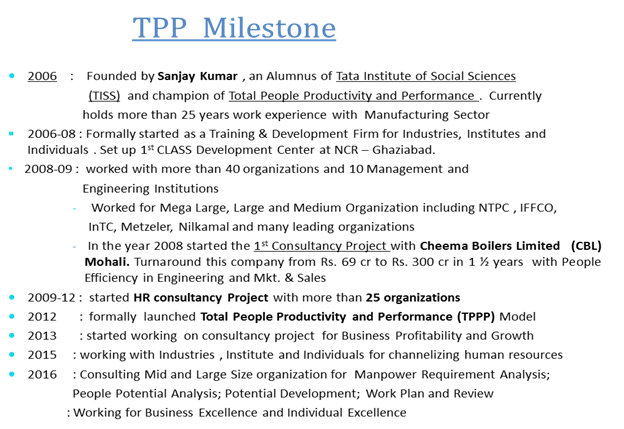 TPP Milestone
• 2006 : Founded by Sanjay Kumar , an Alumnus of Tata Institute of Social Sciences
(TISS) and champion of Total People Productivity and Performance . Currently
holds more than 25 years work experience with Manufacturing Sector
• 2006-08 : Formally started as a Training & Development Firm for Industries, Institutes and
Individuals . Set up 1st CLASS Development Center at NCR – Ghaziabad.
• 2008-09 : worked with more than 40 organizations and 10 Management and
Engineering Institutions
- Worked for Mega Large, Large and Medium Organization including NTPC , IFFCO,
InTC, Metzeler, Nilkamal and many leading organizations
- In the year 2008 started the 1st Consultancy Project with Cheema Boilers Limited (CBL)
Mohali. Turnaround this company from Rs. 69 cr to Rs. 300 cr in 1 ½ years with People
Efficiency in Engineering and Mkt. & Sales
• 2009-12 : started HR consultancy Project with more than 25 organizations
• 2012 : formally launched Total People Productivity and Performance (TPPP) Model
• 2013 : started working on consultancy project for Business Profitability and Growth
• 2015 : working with Industries , Institute and Individuals for channelizing human resources
• 2016 : Consulting Mid and Large Size organization for Manpower Requirement Analysis;
People Potential Analysis; Potential Development; Work Plan and Review
: Working for Business Excellence and Individual Excellence